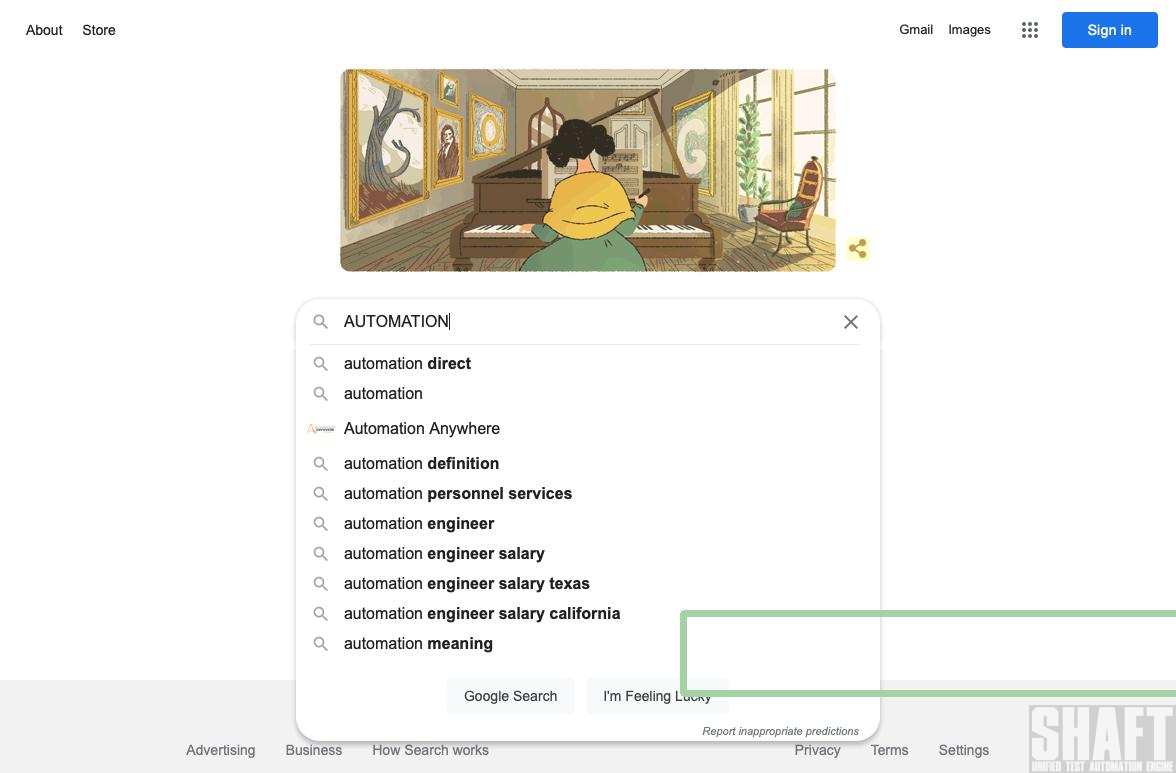 About Store Gmail Images Sign in
G
AUTOMATION
automation direct
automation
Automation Anywhere
automation definition
automation personnel services
automation engineer
automation engineer salary
automation engineer salary texas
automation engineer salary california
automation meaning
Google Search I'm Feeling Lucky
Report inappropriate predictions
Advertising Business How Search works Privacy Terms Settings
SHAFT
UNIFIED TEST AUTOMATION ENGINE